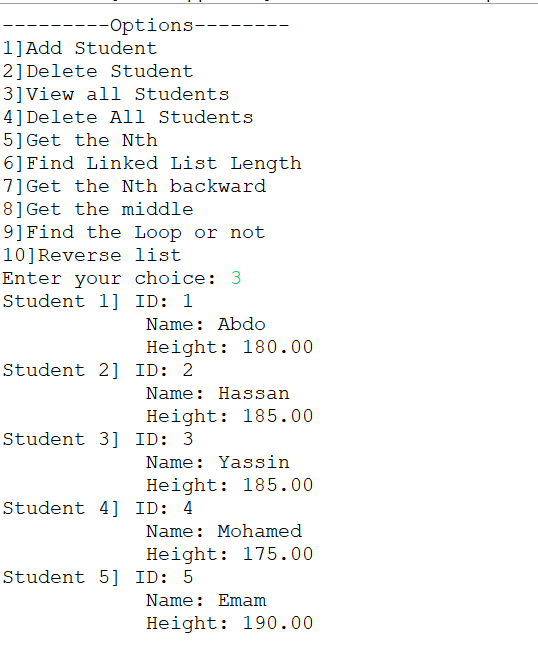 ---------Options--------
1]Add Student
2]Delete Student
3]View all Students
4]Delete All Students
5]Get the Nth
6]Find Linked List Length
7]Get the Nth backward
8]Get the middle
9]Find the Loop or not
10]Reverse list
Enter your choice: 3
Student 1] ID: 1
Name: Abdo
Height: 180.00
Student 2] ID: 2
Name: Hassan
Height: 185.00
Student 3] ID: 3
Name: Yassin
Height: 185.00
Student 4] ID: 4
Name: Mohamed
Height: 175.00
Student 5] ID: 5
Name: Emam
Height: 190.00